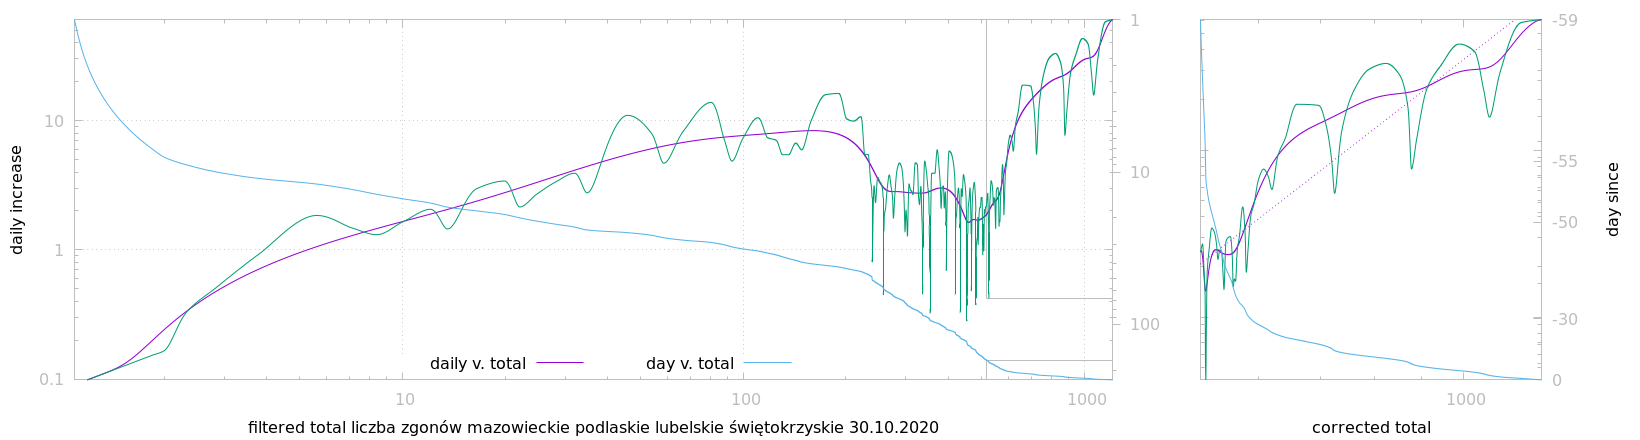 daily increase
10
1
0.1
daily v. total
day v. total
10
100
1000
1
10
100
filtered total liczba zgonów mazowieckie podlaskie lubelskie świętokrzyskie 30.10.2020
-59
-55
-50
-30
0
day since
1000
corrected total